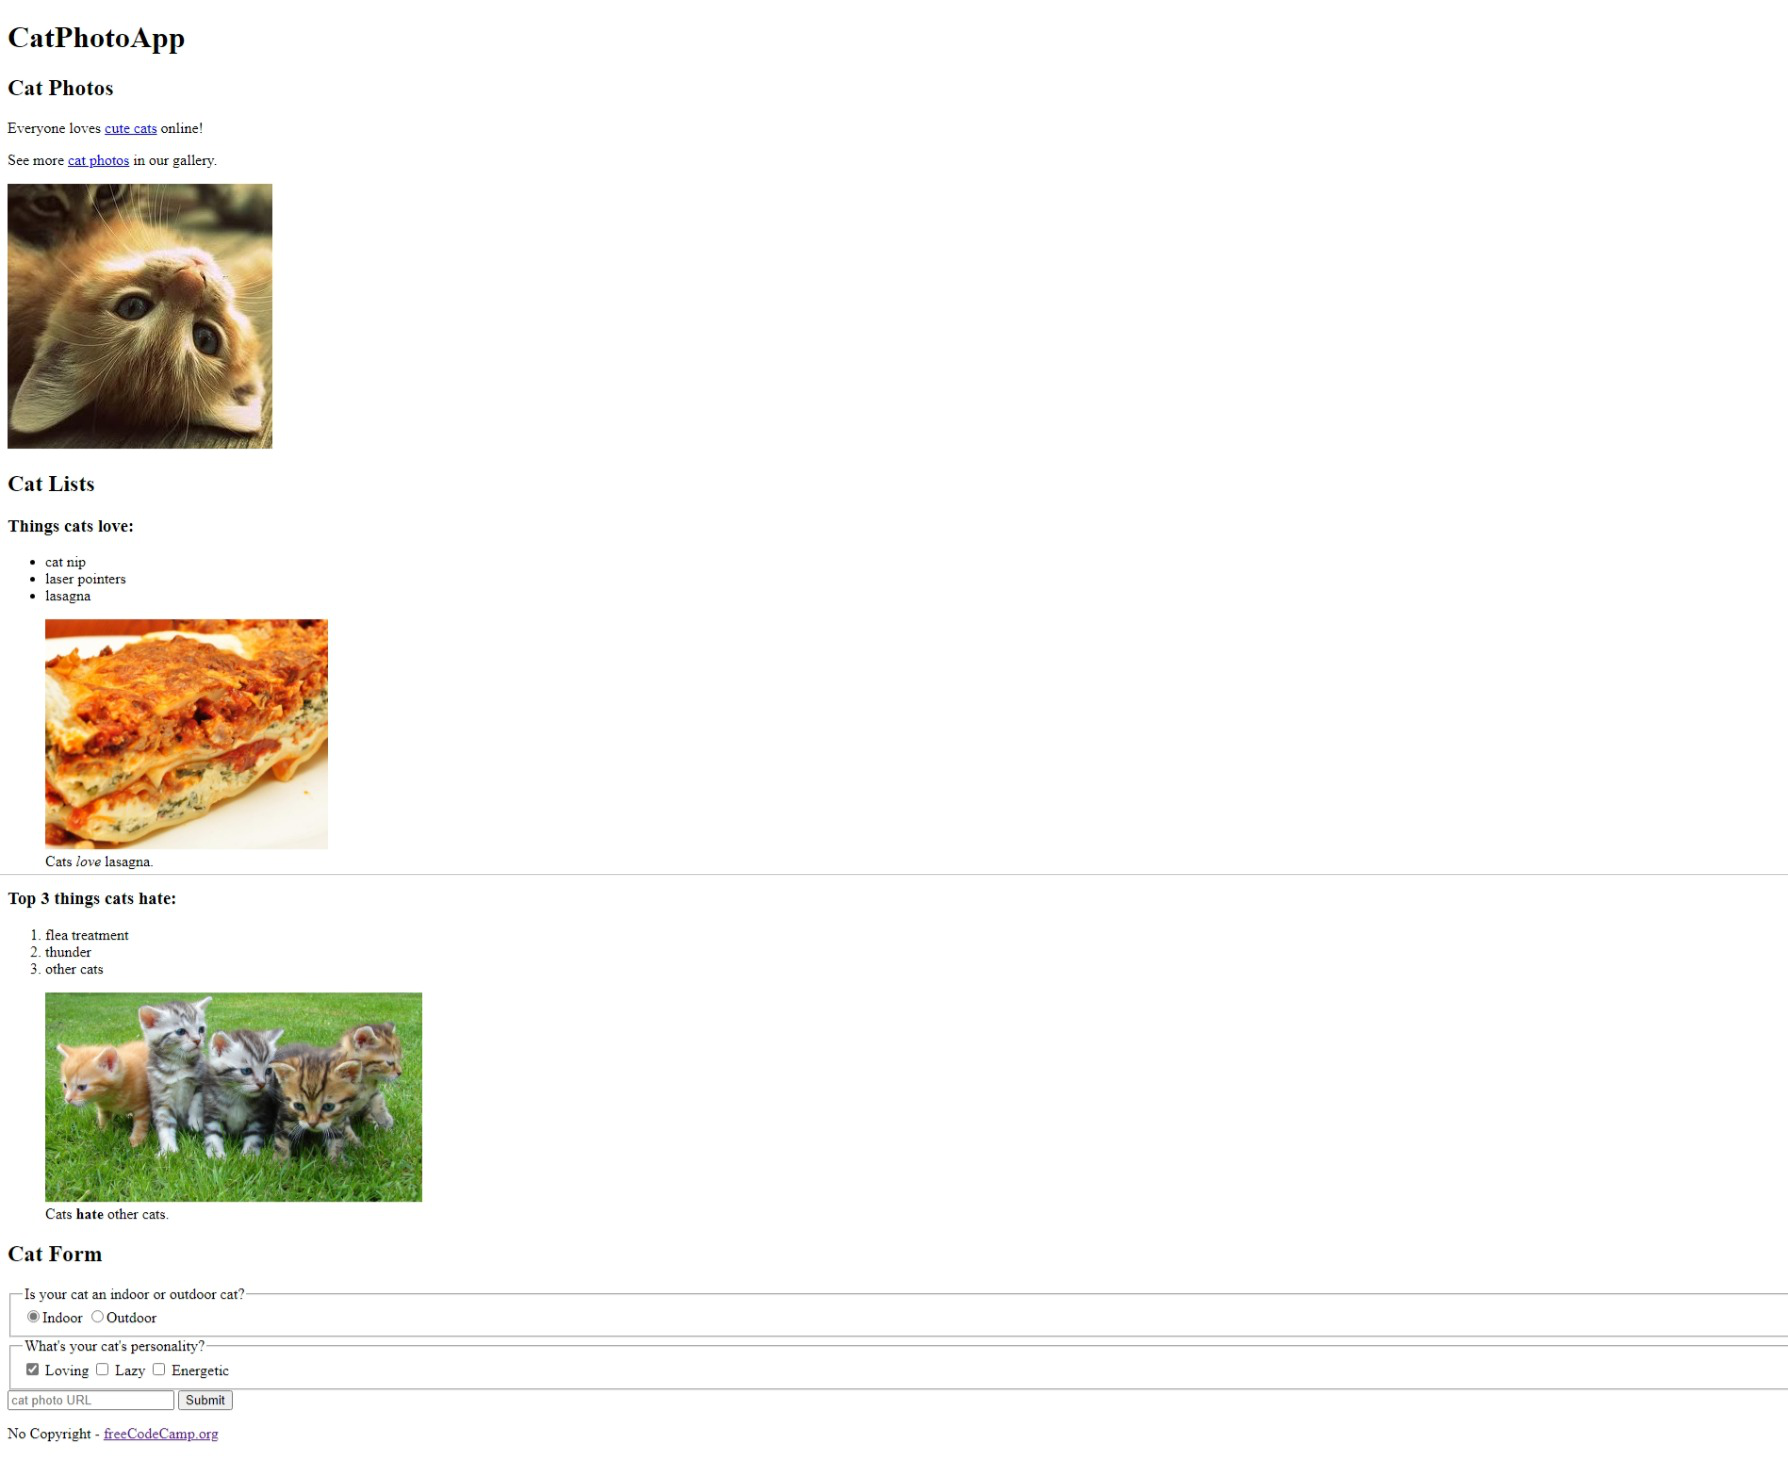 CatPhotoApp
Cat Photos
Everyone loves cute cats online!
See more cat photos in our gallery.
Cat Lists
Things cats love:
• cat nip
• laser pointers
• lasagna
Cats love lasagna.
Top 3 things cats hate:
1. flea treatment
2. thunder
3. other cats
Cats hate other cats.
Cat Form
Is your cat an indoor or outdoor cat?
Indoor Outdoor
What's your cat's personality?
Loving Lazy Energetic
cat photo URL Submit
No Copyright - freeCodeCamp.org